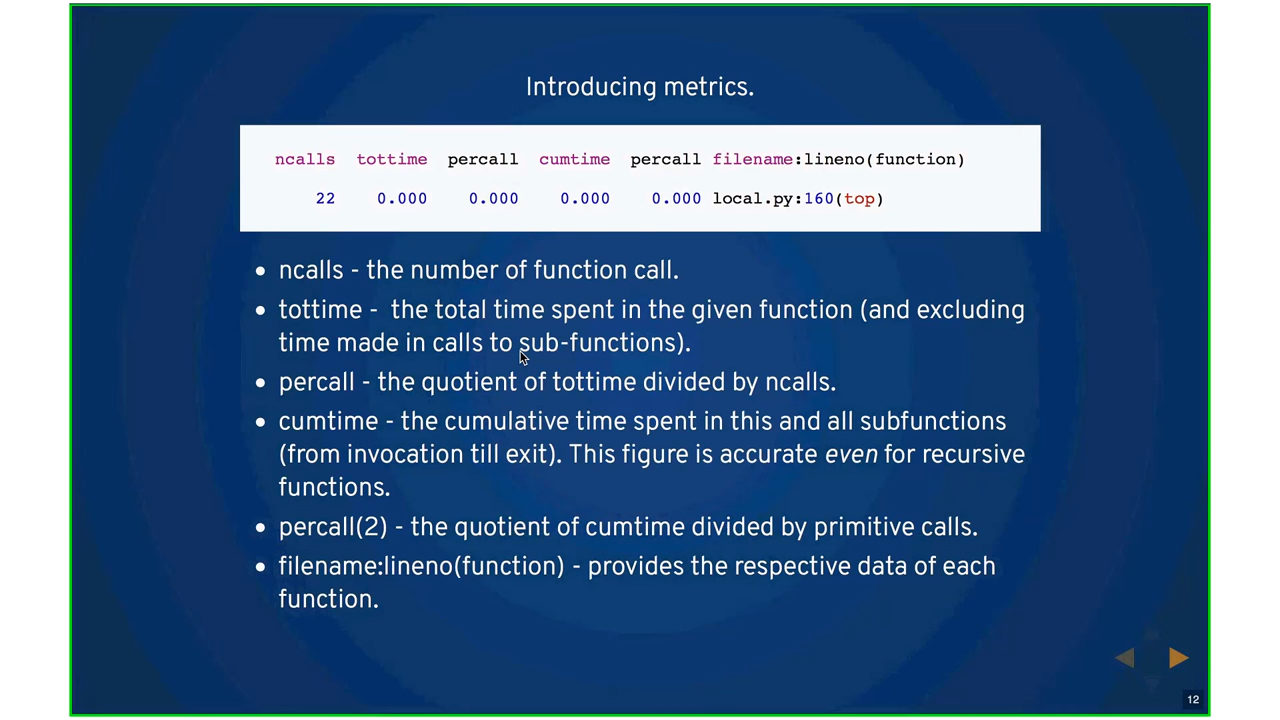 Introducing metrics.
ncalls tottime percall cumtime percall filename:lineno(function)
22 0.000 0.000 0.000 0.000 local.py:160(top)
ncalls - the number of function call.
tottime - the total time spent in the given function (and excluding
time made in calls to sub-functions).
percall - the quotient of tottime divided by ncalls.
cumtime - the cumulative time spent in this and all subfunctions
(from invocation till exit). This figure is accurate even for recursive
functions.
percall(2) - the quotient of cumtime divided by primitive calls.
filename:lineno(function) - provides the respective data of each
function.
12